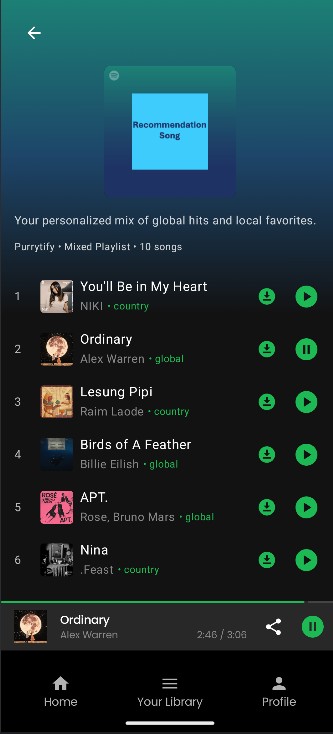 Recommendation
Song
Your personalized mix of global hits and local favorites.
Purrytify • Mixed Playlist • 10 songs
1
You'll Be in My Heart
NIKI • country
2
Ordinary
Alex Warren • global
3
Lesung Pipi
Raim Laode • country
4
Birds of A Feather
Billie Eilish • global
5
ROSÉ
APT.
APT.
Rose, Bruno Mars • global
6
Nina
.Feast • country
Ordinary
Alex Warren
2:46 / 3:06
Home
Your Library
Profile